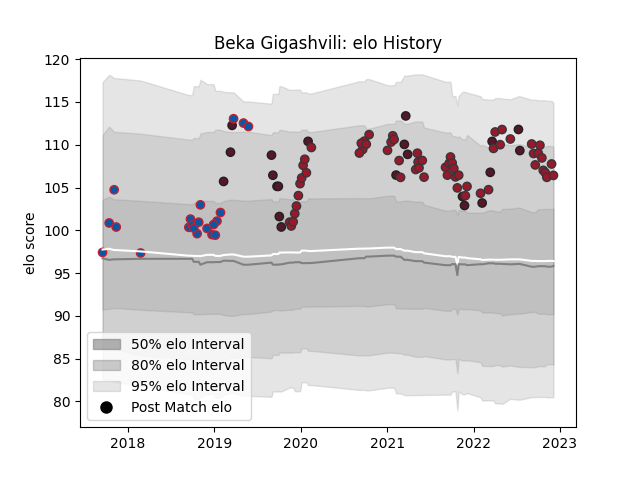 Beka Gigashvili: elo History
elo score
120
115
110
105
100
95
90
85
80
50% elo Interval
80% elo Interval
95% elo Interval
Post Match elo
2018 2019 2020 2021 2022 2023